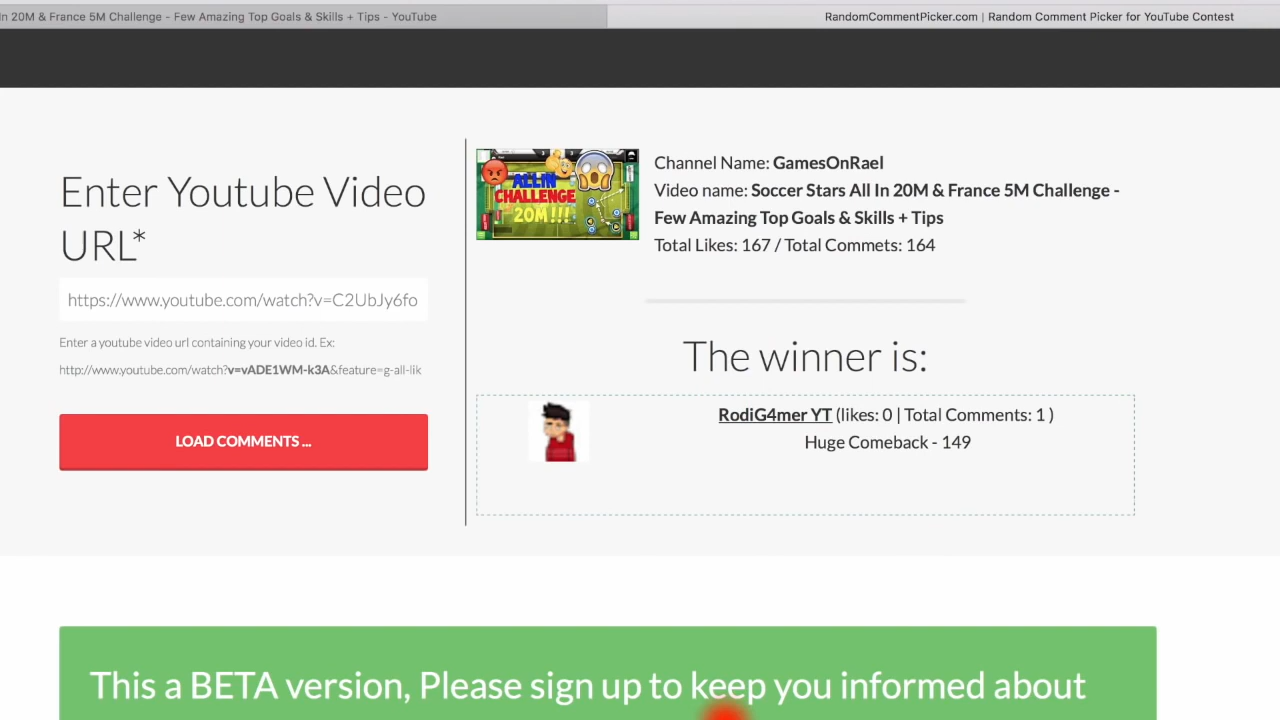 In 20M & France 5M Challenge - Few Amazing Top Goals & Skills + Tips - YouTube
RandomCommentPicker.com | Random Comment Picker for YouTube Contest
Enter Youtube Video
URL*
https://www.youtube.com/watch?v=C2UbJy6fo
Enter a youtube video url containing your video id. Ex:
http://www.youtube.com/watch?v=vADE1WM-k3A&feature=g-all-lik
LOAD COMMENTS ...
ALL IN
CHALLENGE
20M!!!
Channel Name: GamesOnRael
Video name: Soccer Stars All In 20M & France 5M Challenge -
Few Amazing Top Goals & Skills + Tips
Total Likes: 167 / Total Commets: 164
The winner is:
RodiG4mer YT (likes: 0 | Total Comments: 1 )
Huge Comeback - 149
This a BETA version, Please sign up to keep you informed about